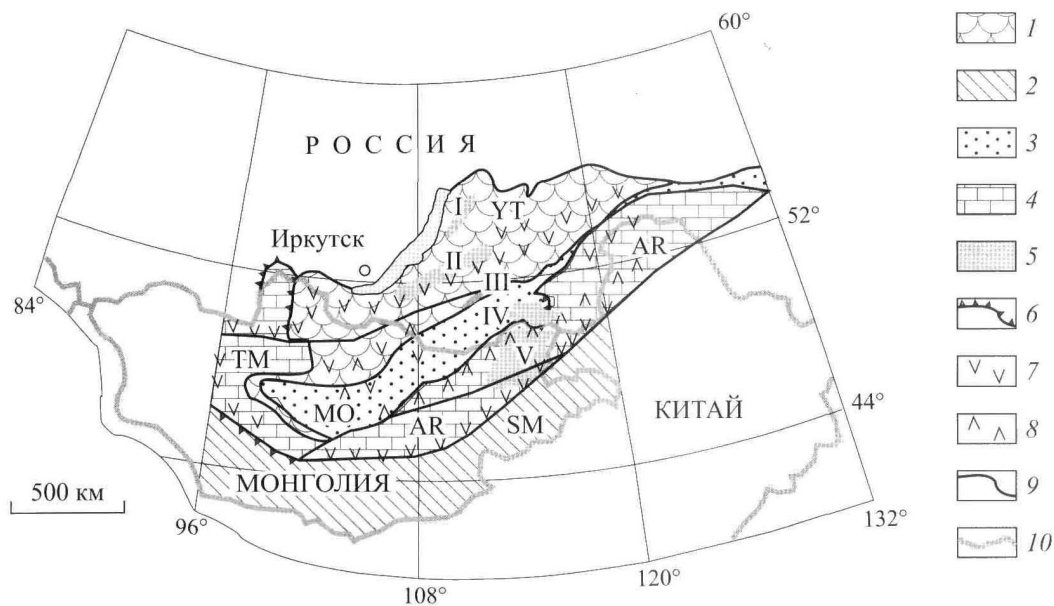 60°
1
2
3
РОССИЯ
4
I
YT
52°
5
Иркутск
AR
II
6
84°
III
IV
7
TM
V
44°
8
MO
КИТАЙ
AR
SM
9
МОНГОЛИЯ
500 км
132°
96°
10
120°
108°